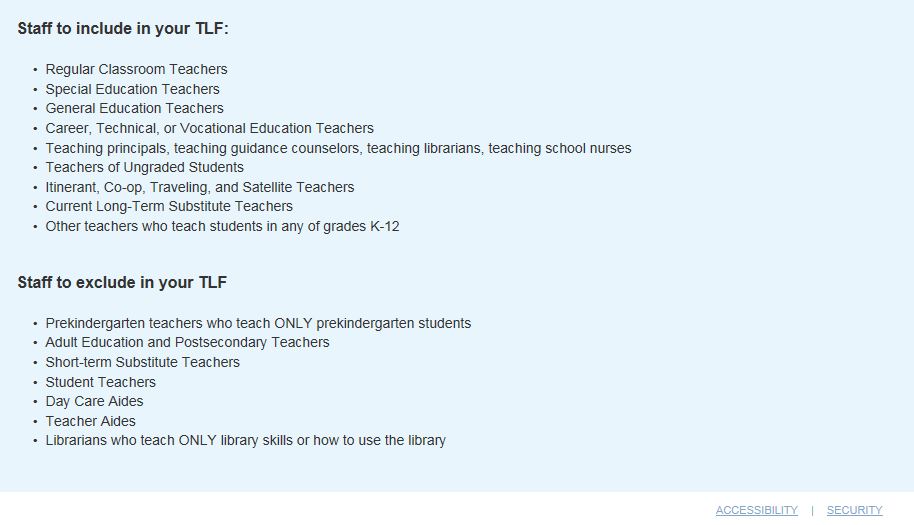 Staff to include in your TLF:
• Regular Classroom Teachers
• Special Education Teachers
• General Education Teachers
• Career, Technical, or Vocational Education Teachers
• Teaching principals, teaching guidance counselors, teaching librarians, teaching school nurses
• Teachers of Ungraded Students
• Itinerant, Co-op, Traveling, and Satellite Teachers
• Current Long-Term Substitute Teachers
• Other teachers who teach students in any of grades K-12
Staff to exclude in your TLF
• Prekindergarten teachers who teach ONLY prekindergarten students
• Adult Education and Postsecondary Teachers
• Short-term Substitute Teachers
• Student Teachers
• Day Care Aides
• Teacher Aides
• Librarians who teach ONLY library skills or how to use the library
ACCESSIBILITY | SECURITY